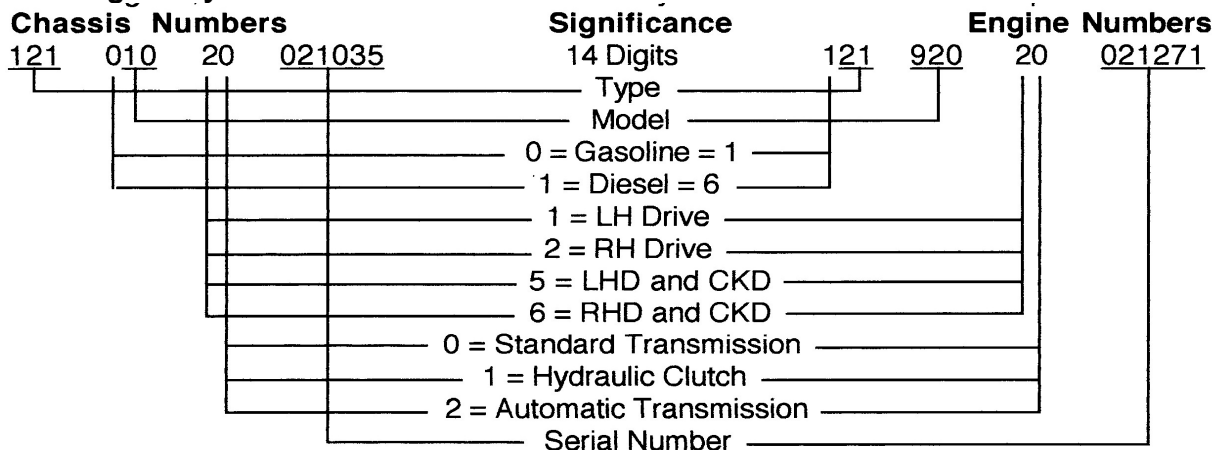 Chassis Numbers Significance Engine Numbers
121 010 20 021035 14 Digits 121 920 20 021271
Type
Model
0 = Gasoline = 1
1 = Diesel = 6
1 = LH Drive
2 = RH Drive
5 = LHD and CKD
6 = RHD and CKD
0 = Standard Transmission
1 = Hydraulic Clutch
2 = Automatic Transmission
Serial Number